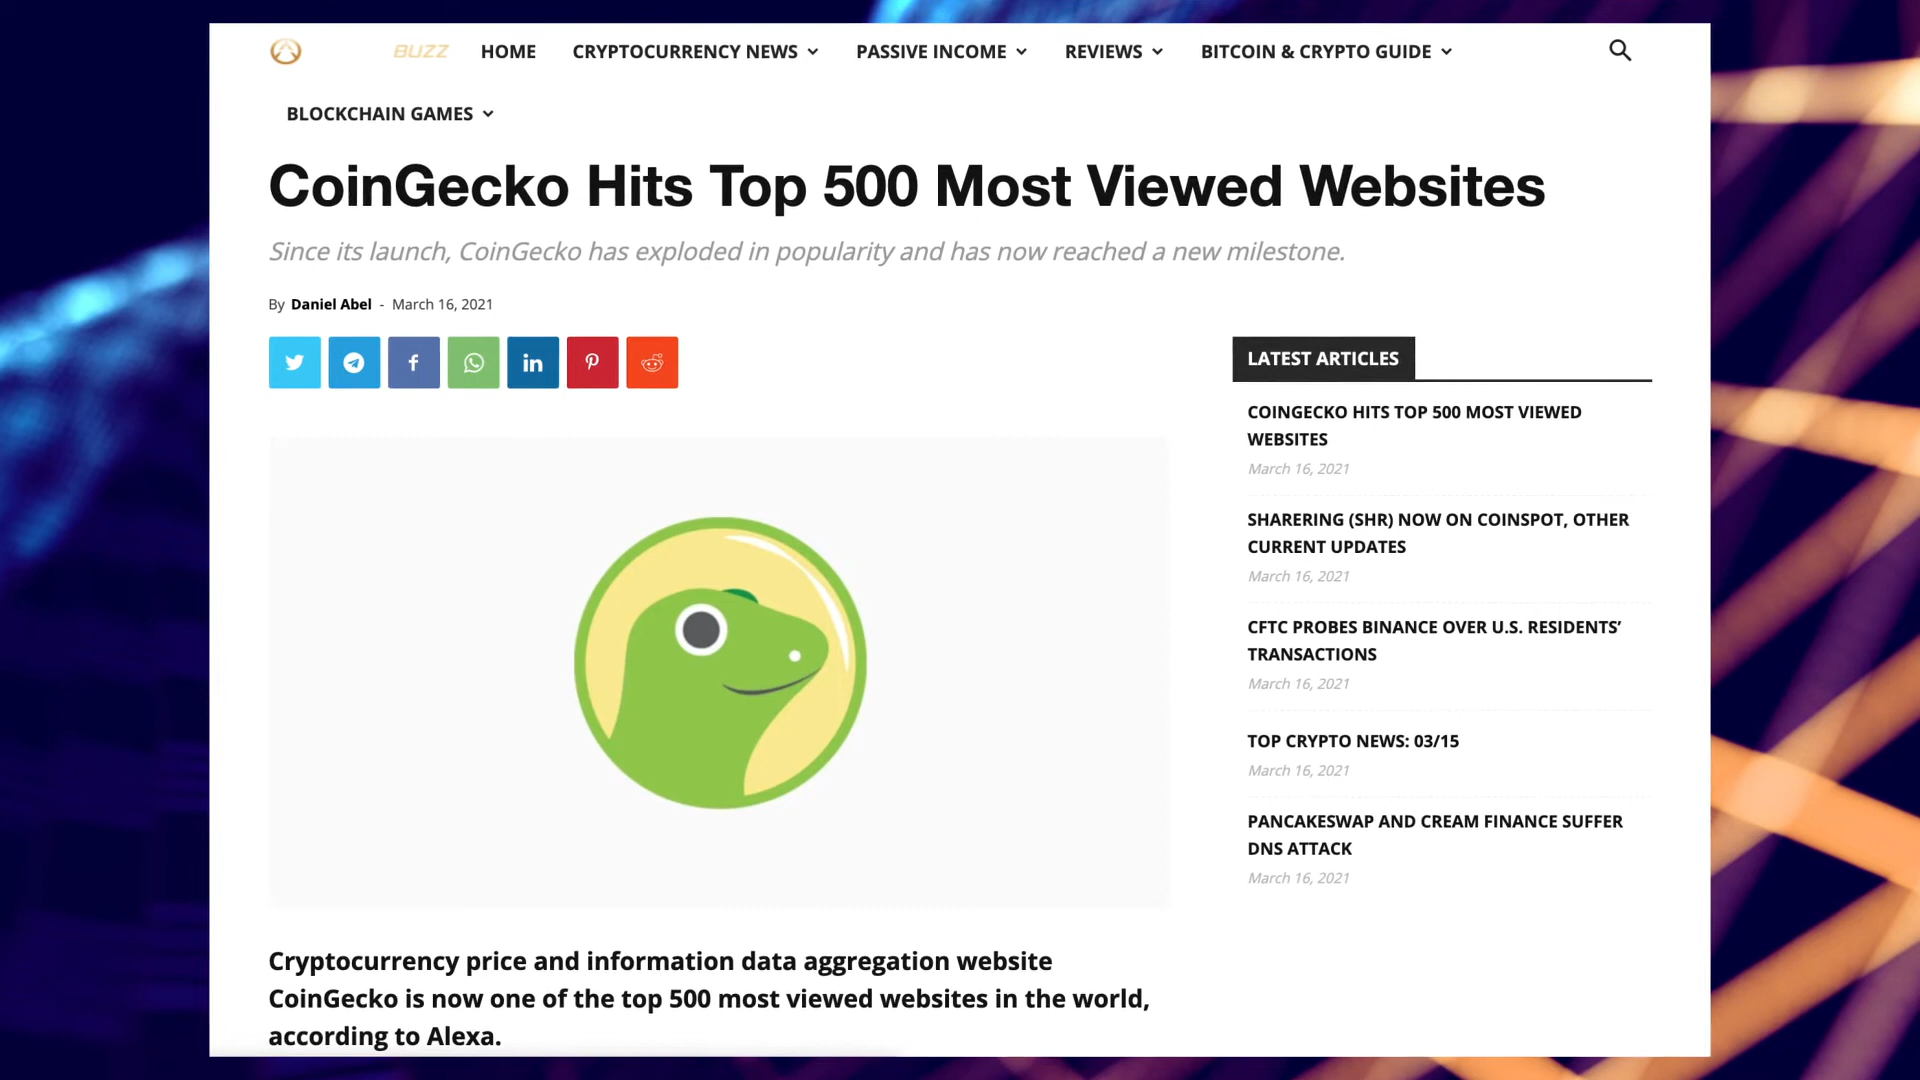 BUZZ
HOME
CRYPTOCURRENCY NEWS
PASSIVE INCOME
REVIEWS
BITCOIN & CRYPTO GUIDE
BLOCKCHAIN GAMES
CoinGecko Hits Top 500 Most Viewed Websites
Since its launch, CoinGecko has exploded in popularity and has now reached a new milestone.
By Daniel Abel - March 16, 2021
LATEST ARTICLES
COINGECKO HITS TOP 500 MOST VIEWED
WEBSITES
March 16, 2021
SHARERING (SHR) NOW ON COINSPOT, OTHER
CURRENT UPDATES
March 16, 2021
CFTC PROBES BINANCE OVER U.S. RESIDENTS’
TRANSACTIONS
March 16, 2021
TOP CRYPTO NEWS: 03/15
March 16, 2021
PANCAKESWAP AND CREAM FINANCE SUFFER
DNS ATTACK
March 16, 2021
Cryptocurrency price and information data aggregation website
CoinGecko is now one of the top 500 most viewed websites in the world,
according to Alexa.